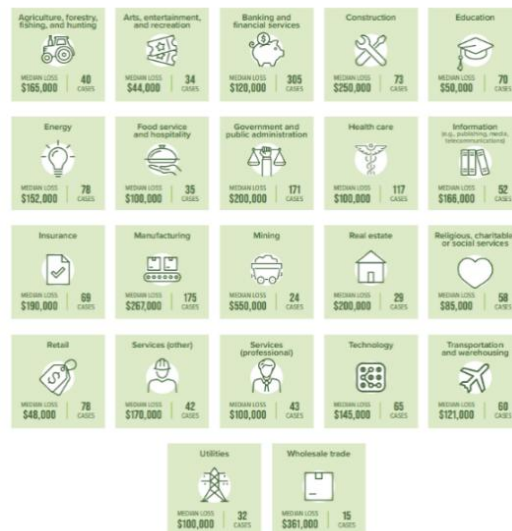 Agriculture, forestry,
fishing, and hunting
MEDIAN LOSS
$165,000
40
CASES
Arts, entertainment,
and recreation
MEDIAN LOSS
$44,000
34
CASES
Banking and
financial services
MEDIAN LOSS
$120,000
305
CASES
Construction
MEDIAN LOSS
$250,000
73
CASES
Education
MEDIAN LOSS
$50,000
70
CASES
Energy
MEDIAN LOSS
$152,000
78
CASES
Food service
and hospitality
MEDIAN LOSS
$100,000
35
CASES
Government and
public administration
MEDIAN LOSS
$200,000
171
CASES
Health care
MEDIAN LOSS
$100,000
117
CASES
Information
(e.g., publishing, media,
telecommunications)
MEDIAN LOSS
$166,000
52
CASES
Insurance
MEDIAN LOSS
$190,000
69
CASES
Manufacturing
MEDIAN LOSS
$267,000
175
CASES
Mining
MEDIAN LOSS
$550,000
24
CASES
Real estate
MEDIAN LOSS
$200,000
29
CASES
Religious, charitable
or social services
MEDIAN LOSS
$85,000
58
CASES
Retail
MEDIAN LOSS
$48,000
78
CASES
Services (other)
MEDIAN LOSS
$170,000
42
CASES
Services
(professional)
MEDIAN LOSS
$100,000
43
CASES
Technology
MEDIAN LOSS
$145,000
65
CASES
Transportation
and warehousing
MEDIAN LOSS
$121,000
60
CASES
Utilities
MEDIAN LOSS
$100,000
32
CASES
Wholesale trade
MEDIAN LOSS
$361,000
15
CASES